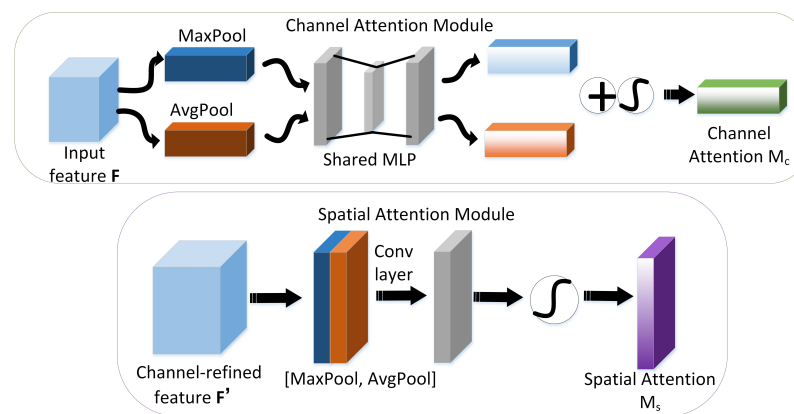 Channel Attention Module
MaxPool
AvgPool
Input
feature F
Shared MLP
Channel
Attention Mc
Spatial Attention Module
Conv
layer
Channel-refined
feature F'
[MaxPool, AvgPool]
Spatial Attention
Ms